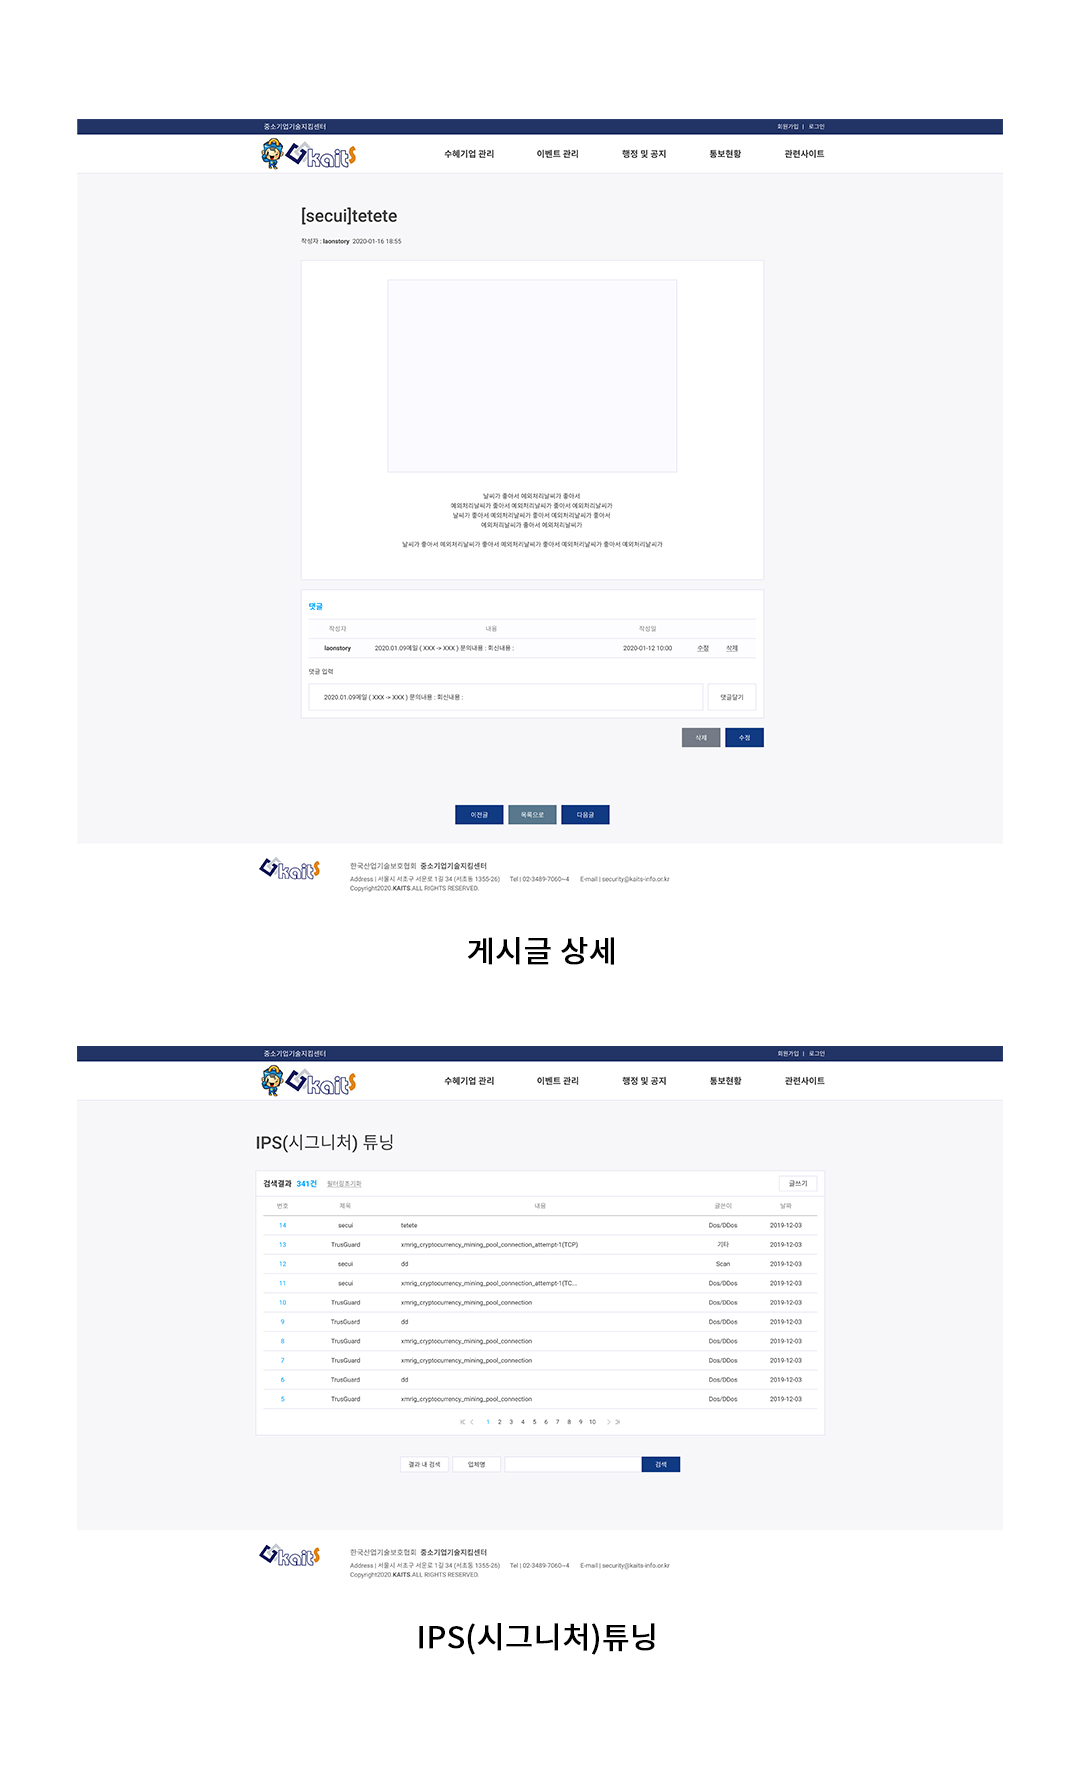 중소기업기술지킴센터
회원가입 | 로그인
kaits
수혜기업 관리
이벤트 관리
행정 및 공지
통보현황
관련사이트
[secui]tetete
작성자 : laonstory 2020-01-16 18:55
날씨가 좋아서 예외처리날씨가 좋아서
예외처리날씨가 좋아서 예외처리날씨가 좋아서 예외처리날씨가
날씨가 좋아서 예외처리날씨가 좋아서 예외처리날씨가 좋아서
예외처리날씨가 좋아서 예외처리날씨가
날씨가 좋아서 예외처리날씨가 좋아서 예외처리날씨가 좋아서 예외처리날씨가 좋아서 예외처리날씨가
댓글
작성자 내용 작성일
laonstory 2020.01.09메일 ( XXX -> XXX ) 문의내용 : 회신내용 : 2020-01-12 10:00 수정 삭제
댓글 입력
2020.01.09메일 ( XXX -> XXX ) 문의내용 : 회신내용 : 댓글달기
삭제 수정
이전글 목록으로 다음글
kaits
한국산업기술보호협회 중소기업기술지킴센터
Address | 서울시 서초구 서운로 1길 34 (서초동 1355-26) Tel | 02-3489-7060~4 E-mail | security@kaits-info.or.kr
Copyright2020.KAITS.ALL RIGHTS RESERVED.
게시글 상세
중소기업기술지킴센터
회원가입 | 로그인
kaits
수혜기업 관리
이벤트 관리
행정 및 공지
통보현황
관련사이트
IPS(시그니처) 튜닝
검색결과 341건 필터링초기화 글쓰기
번호 제목 내용 글쓴이 날짜
14 secui tetete Dos/DDos 2019-12-03
13 TrusGuard xmrig_cryptocurrency_mining_pool_connection_attempt-1(TCP) 기타 2019-12-03
12 secui dd Scan 2019-12-03
11 secui xmrig_cryptocurrency_mining_pool_connection_attempt-1(TC... Dos/DDos 2019-12-03
10 TrusGuard xmrig_cryptocurrency_mining_pool_connection Dos/DDos 2019-12-03
9 TrusGuard dd Dos/DDos 2019-12-03
8 TrusGuard xmrig_cryptocurrency_mining_pool_connection Dos/DDos 2019-12-03
7 TrusGuard xmrig_cryptocurrency_mining_pool_connection Dos/DDos 2019-12-03
6 TrusGuard dd Dos/DDos 2019-12-03
5 TrusGuard xmrig_cryptocurrency_mining_pool_connection Dos/DDos 2019-12-03
1 2 3 4 5 6 7 8 9 10
결과 내 검색 업체명 검색
kaits
한국산업기술보호협회 중소기업기술지킴센터
Address | 서울시 서초구 서운로 1길 34 (서초동 1355-26) Tel | 02-3489-7060~4 E-mail | security@kaits-info.or.kr
Copyright2020.KAITS.ALL RIGHTS RESERVED.
IPS(시그니처)튜닝